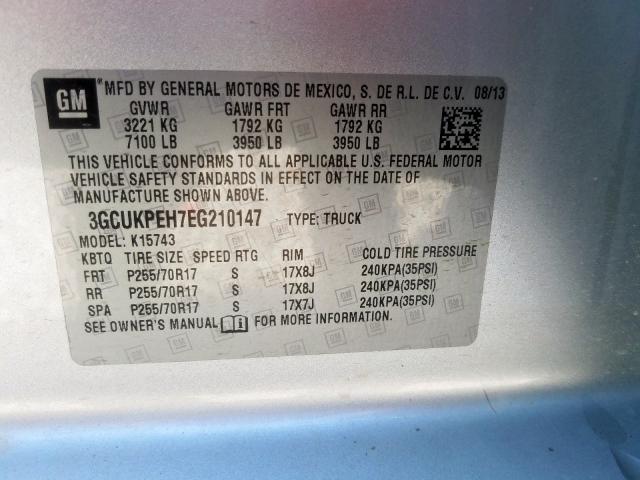 GM ® MFD BY GENERAL MOTORS DE MEXICO, S. DE R.L. DE C.V. 08/13
GVWR GAWR FRT GAWR RR
3221 KG 1792 KG 1792 KG
7100 LB 3950 LB 3950 LB
THIS VEHICLE CONFORMS TO ALL APPLICABLE U.S. FEDERAL MOTOR
VEHICLE SAFETY STANDARDS IN EFFECT ON THE DATE OF
MANUFACTURE SHOWN ABOVE.
3GCUKPEH7EG210147 TYPE: TRUCK
MODEL: K15743
KBTQ TIRE SIZE SPEED RTG RIM COLD TIRE PRESSURE
FRT P255/70R17 S 17X8J 240KPA(35PSI)
RR P255/70R17 S 17X8J 240KPA(35PSI)
SPA P255/70R17 S 17X7J 240KPA(35PSI)
SEE OWNER'S MANUAL FOR MORE INFORMATION.